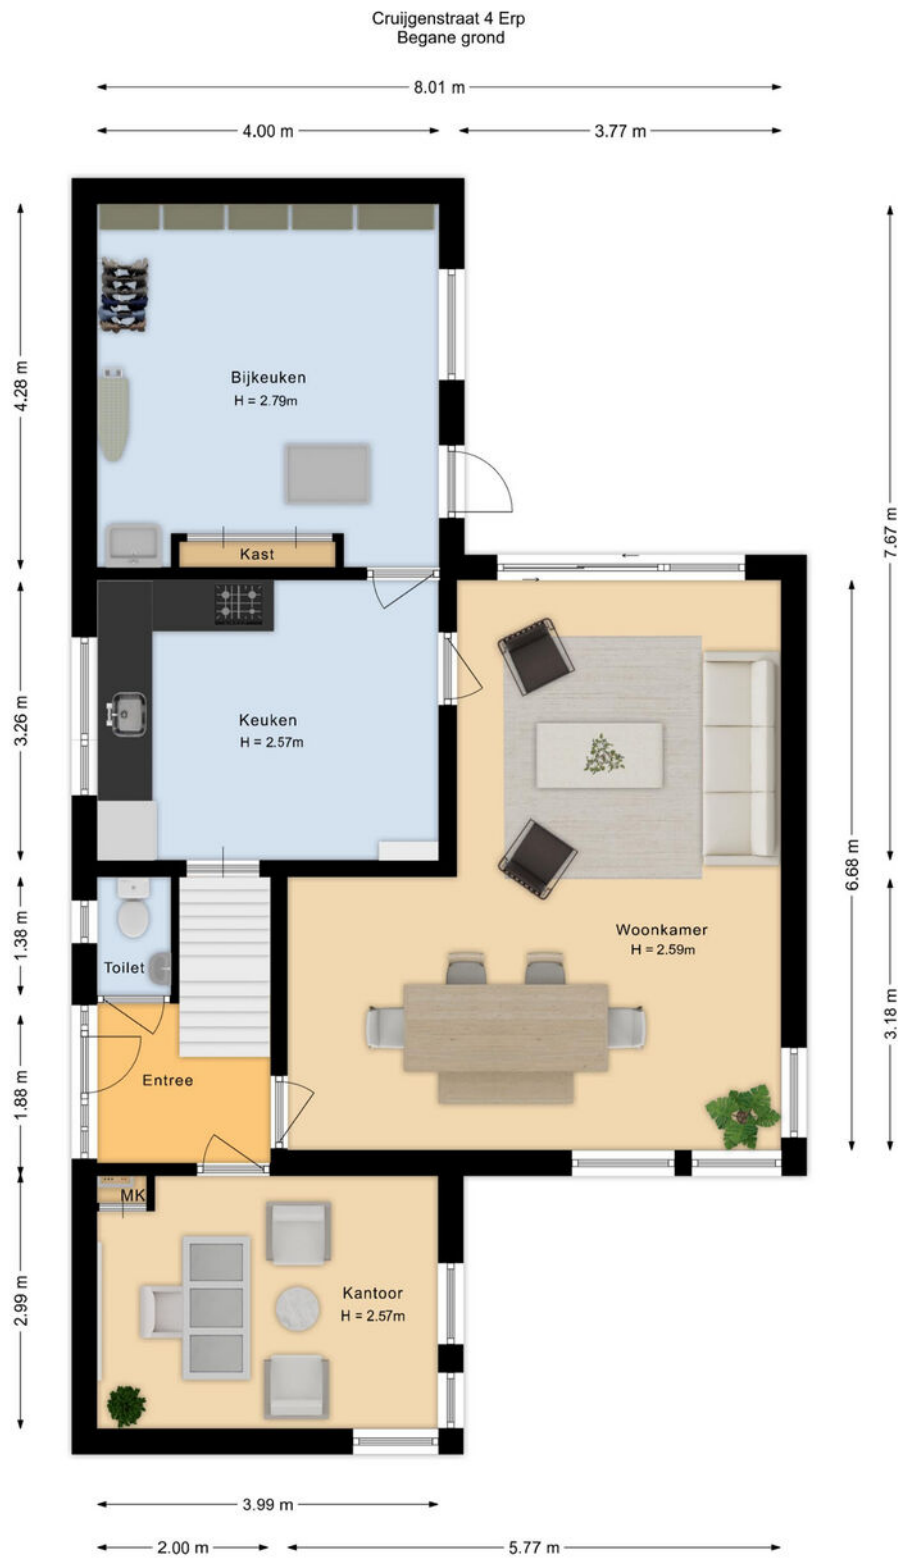 Cruijgenstraat 4 Erp
Begane grond
8.01 m
4.00 m
3.77 m
4.28 m
7.67 m
Bijkeuken
H = 2.79m
Kast
3.26 m
Keuken
H = 2.57m
6.68 m
1.38 m
Toilet
Woonkamer
H = 2.59m
3.18 m
1.88 m
Entree
MK
2.99 m
Kantoor
H = 2.57m
3.99 m
2.00 m
5.77 m